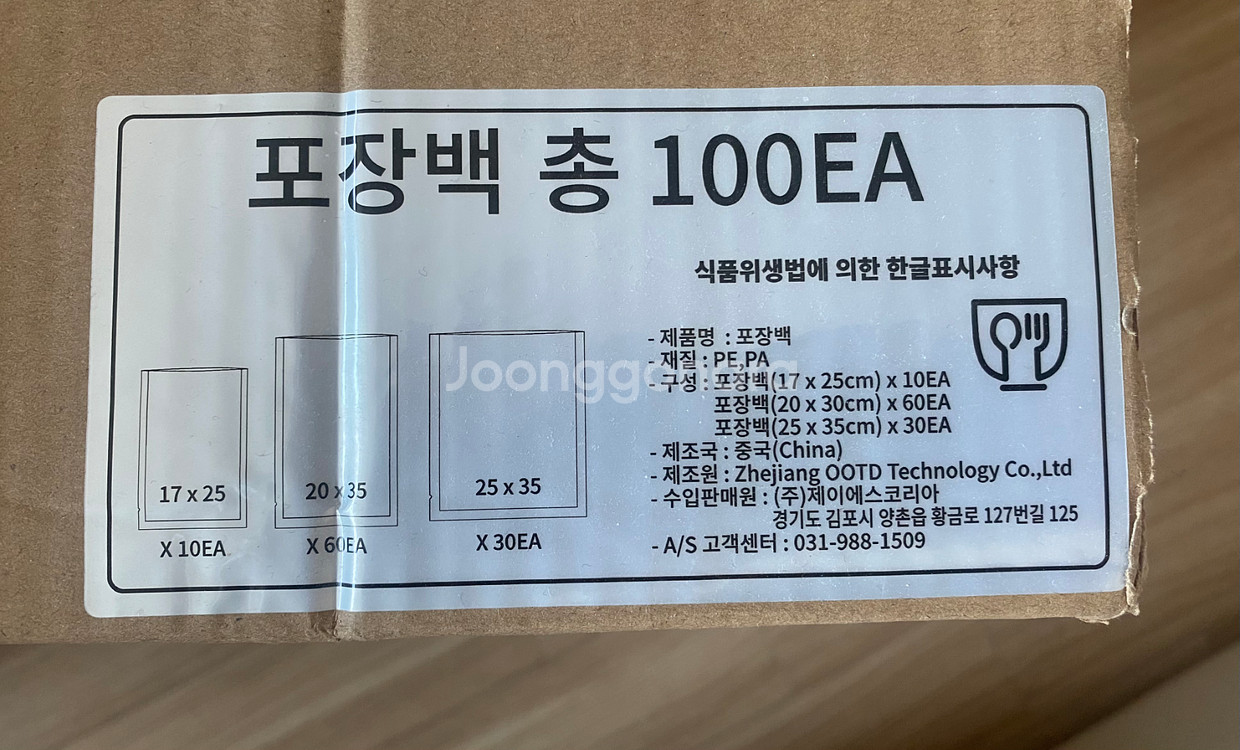 포장백 총 100EA
식품위생법에 의한 한글표시사항
- 제품명 : 포장백
- 재질 : PE,PA
- 구성 : 포장백(17 x 25cm) x 10EA
포장백(20 x 30cm) x 60EA
포장백(25 x 35cm) x 30EA
- 제조국 : 중국(China)
- 제조원 : Zhejiang OOTD Technology Co.,Ltd
- 수입판매원 : (주)제이에스코리아
경기도 김포시 양촌읍 황금로 127번길 125
- A/S 고객센터 : 031-988-1509
17 x 25
20 x 35
25 x 35
X 10EA
X 60EA
X 30EA